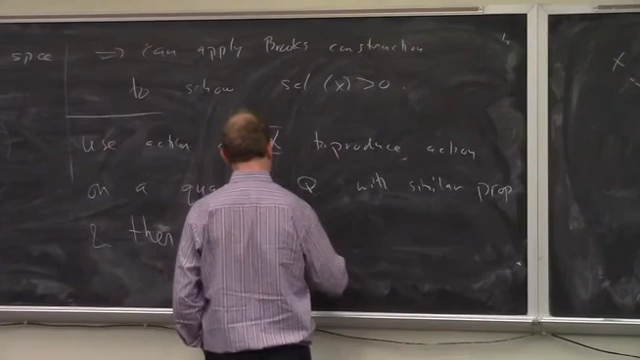 space => can apply Brooks construction
to show scl (x) > 0 .
use action X̃ to produce action
on a qua Q with similar prop
& then
X